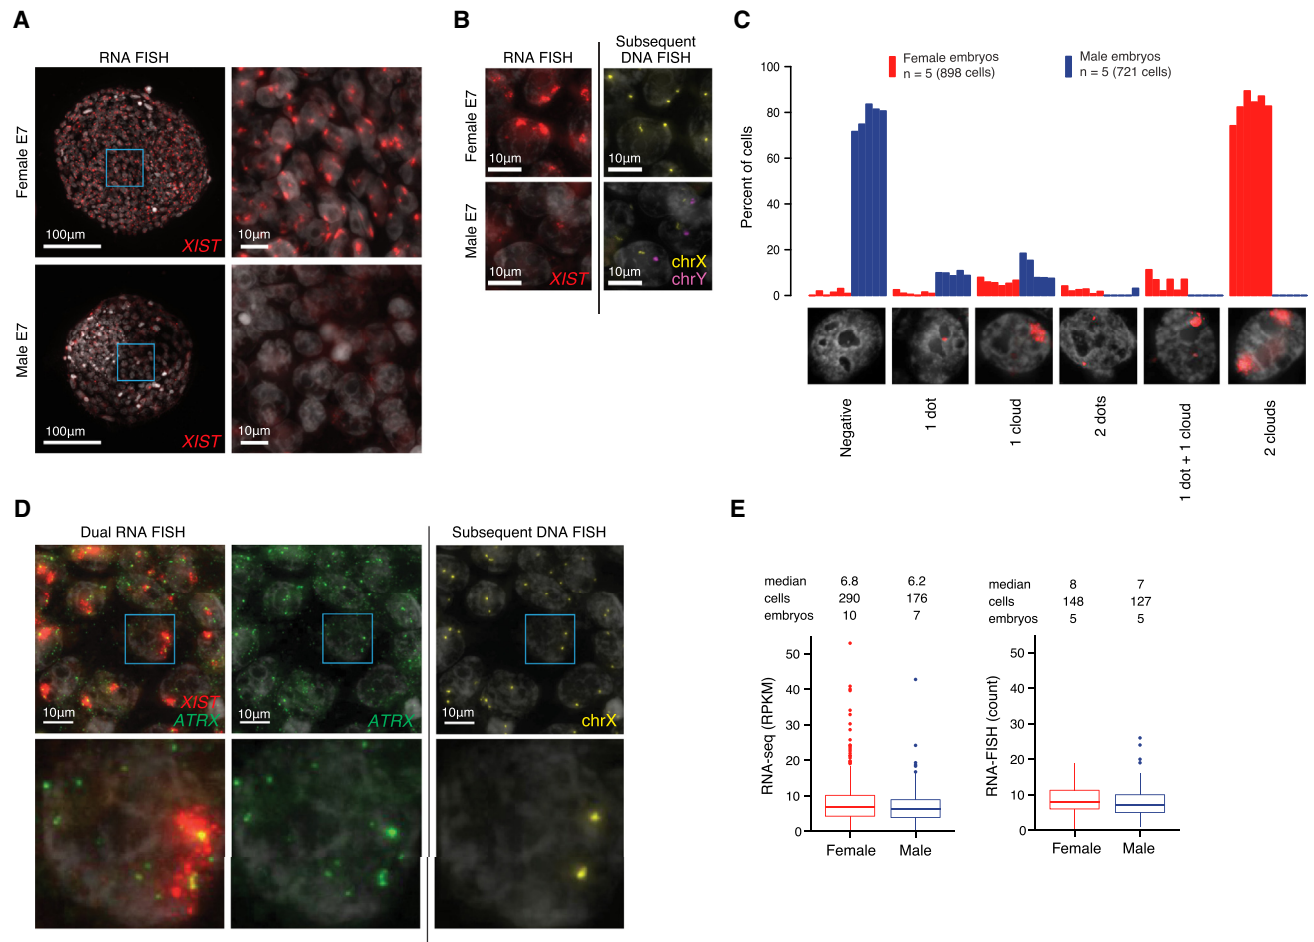 A
RNA FISH
Female E7
100μm
XIST
10μm
Male E7
100μm
XIST
10μm
B
RNA FISH
Subsequent
DNA FISH
Female E7
10μm
10μm
Male E7
10μm
XIST
10μm
chrX
chrY
C
Female embryos
n = 5 (898 cells)
Male embryos
n = 5 (721 cells)
Percent of cells
100
80
60
40
20
0
Negative
1 dot
1 cloud
2 dots
1 dot + 1 cloud
2 clouds
D
Dual RNA FISH
Subsequent DNA FISH
10μm
XIST
ATRX
10μm
ATRX
10μm
chrX
E
median 6.8 6.2
cells 290 176
embryos 10 7
RNA-seq (RPKM)
50
40
30
20
10
0
Female Male
median 8 7
cells 148 127
embryos 5 5
RNA-FISH (count)
50
40
30
20
10
0
Female Male